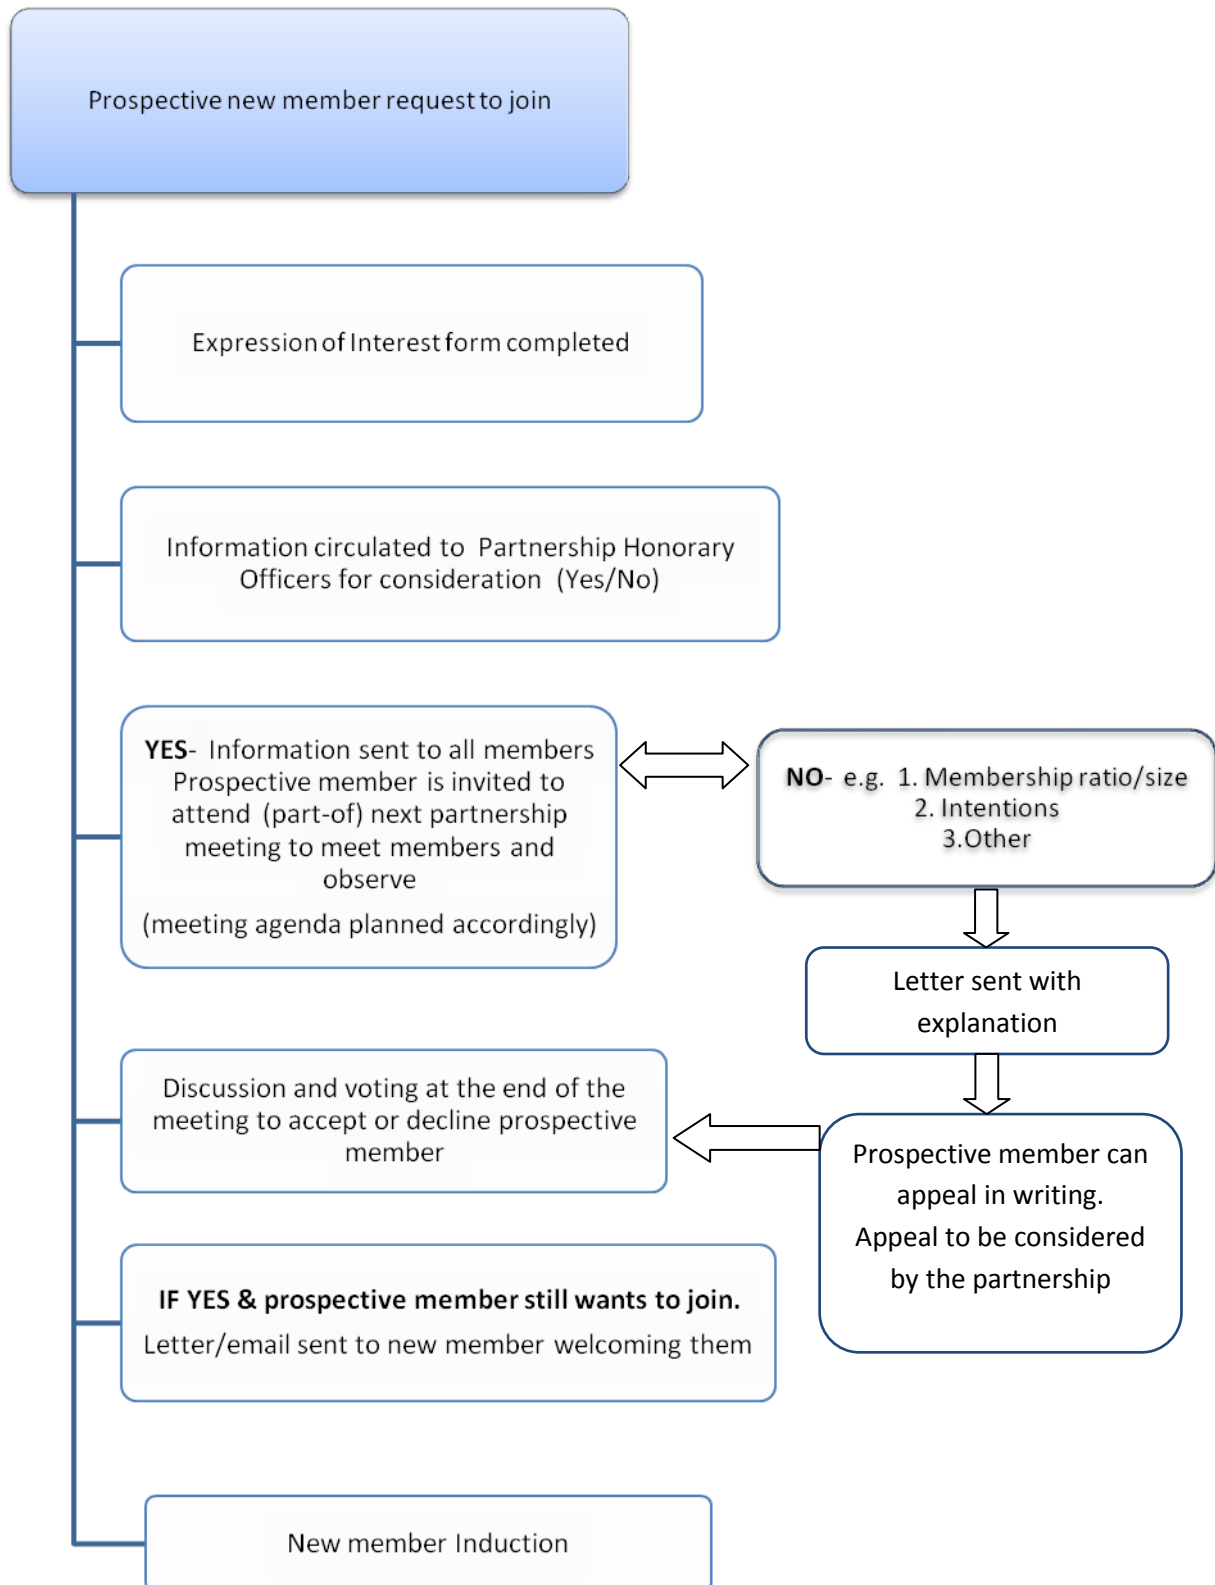 Prospective new member request to join
Expression of Interest form completed
Information circulated to Partnership Honorary
Officers for consideration (Yes/No)
YES- Information sent to all members
Prospective member is invited to
attend (part-of) next partnership
meeting to meet members and
observe
(meeting agenda planned accordingly)
NO- e.g. 1. Membership ratio/size
2. Intentions
3.Other
Letter sent with
explanation
Discussion and voting at the end of the
meeting to accept or decline prospective
member
Prospective member can
appeal in writing.
Appeal to be considered
by the partnership
IF YES & prospective member still wants to join.
Letter/email sent to new member welcoming them
New member Induction